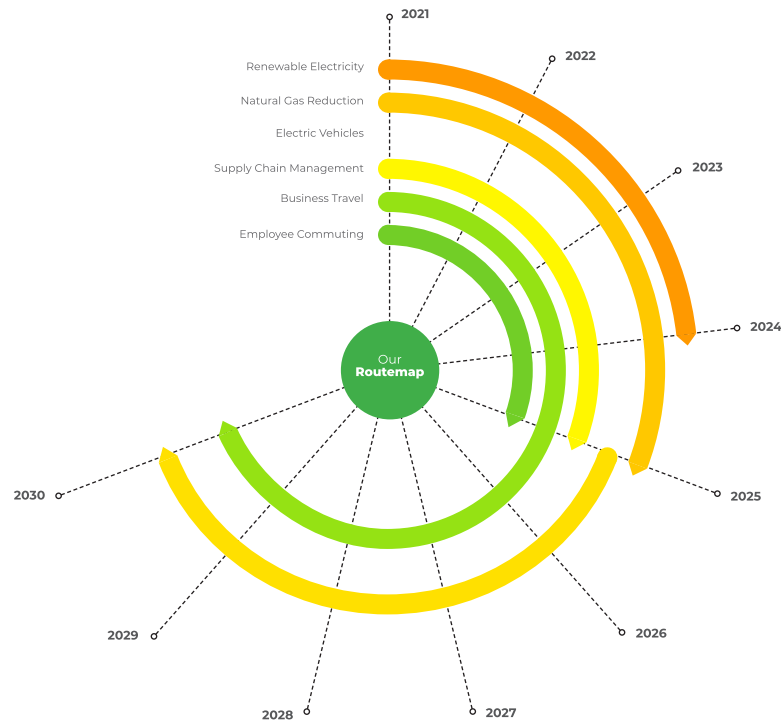 2021
2022
Renewable Electricity
Natural Gas Reduction
Electric Vehicles
Supply Chain Management
2023
Business Travel
Employee Commuting
2024
Our
Routemap
2030
2025
2029
2026
2028
2027